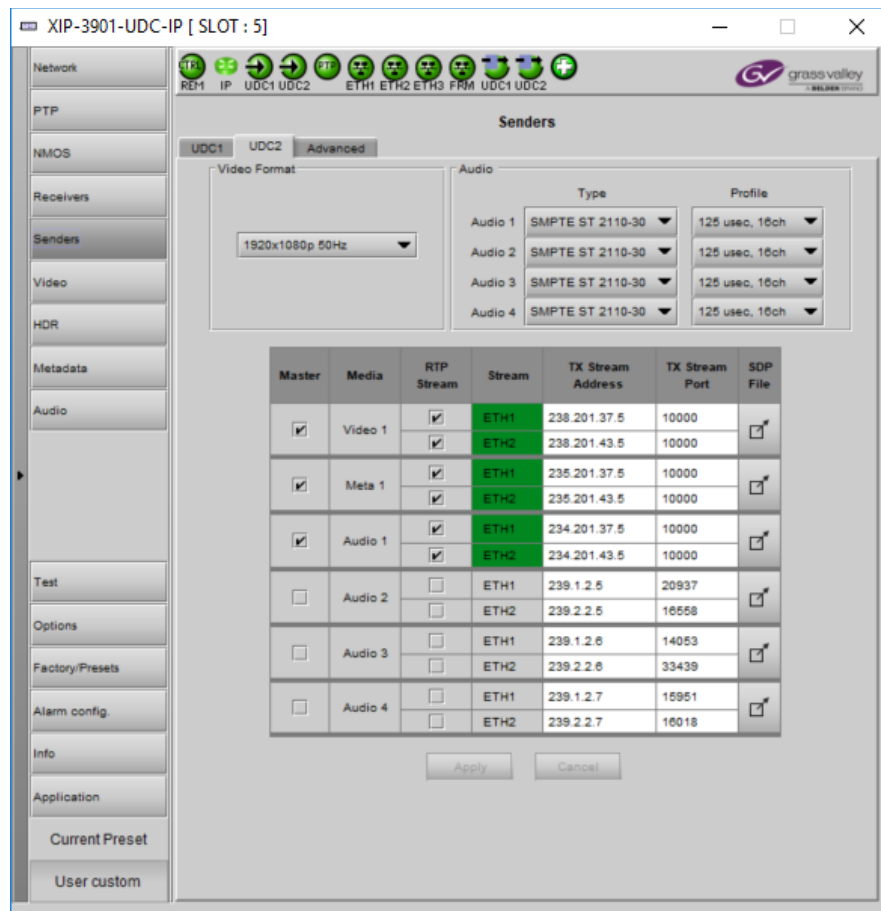 XIP-3901-UDC-IP [ SLOT : 5]
Network
PTP
NMOS
Receivers
Senders
Video
HDR
Metadata
Audio
Test
Options
Factory/Presets
Alarm config.
Info
Application
Current Preset
User custom
CTRL PTP
REM IP UDC1 UDC2 ETH1 ETH2 ETH3 FRM UDC1 UDC2
GV grass valley
A BELDEN BRAND
Senders
UDC1 UDC2 Advanced
Video Format
1920x1080p 50Hz
Audio
Type Profile
Audio 1 SMPTE ST 2110-30 125 usec, 16ch
Audio 2 SMPTE ST 2110-30 125 usec, 16ch
Audio 3 SMPTE ST 2110-30 125 usec, 16ch
Audio 4 SMPTE ST 2110-30 125 usec, 16ch
Master Media RTP Stream Stream TX Stream Address TX Stream Port SDP File
Video 1
ETH1 238.201.37.5 10000
ETH2 238.201.43.5 10000
Meta 1
ETH1 235.201.37.5 10000
ETH2 235.201.43.5 10000
Audio 1
ETH1 234.201.37.5 10000
ETH2 234.201.43.5 10000
Audio 2
ETH1 239.1.2.5 20937
ETH2 239.2.2.5 16558
Audio 3
ETH1 239.1.2.6 14053
ETH2 239.2.2.6 33439
Audio 4
ETH1 239.1.2.7 15951
ETH2 239.2.2.7 16018
Apply Cancel